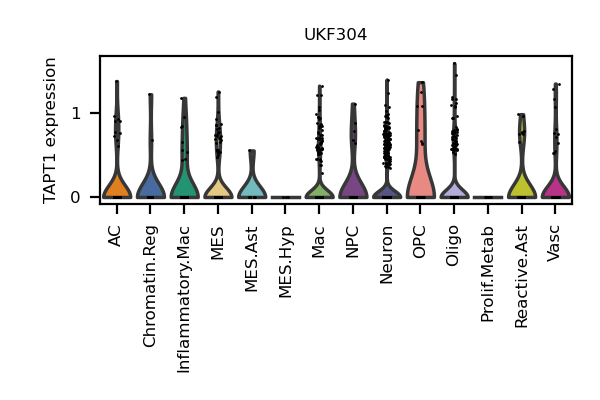 UKF304
TAPT1 expression
1
0
AC
Chromatin.Reg
Inflammatory.Mac
MES
MES.Ast
MES.Hyp
Mac
NPC
Neuron
OPC
Oligo
Prolif.Metab
Reactive.Ast
Vasc